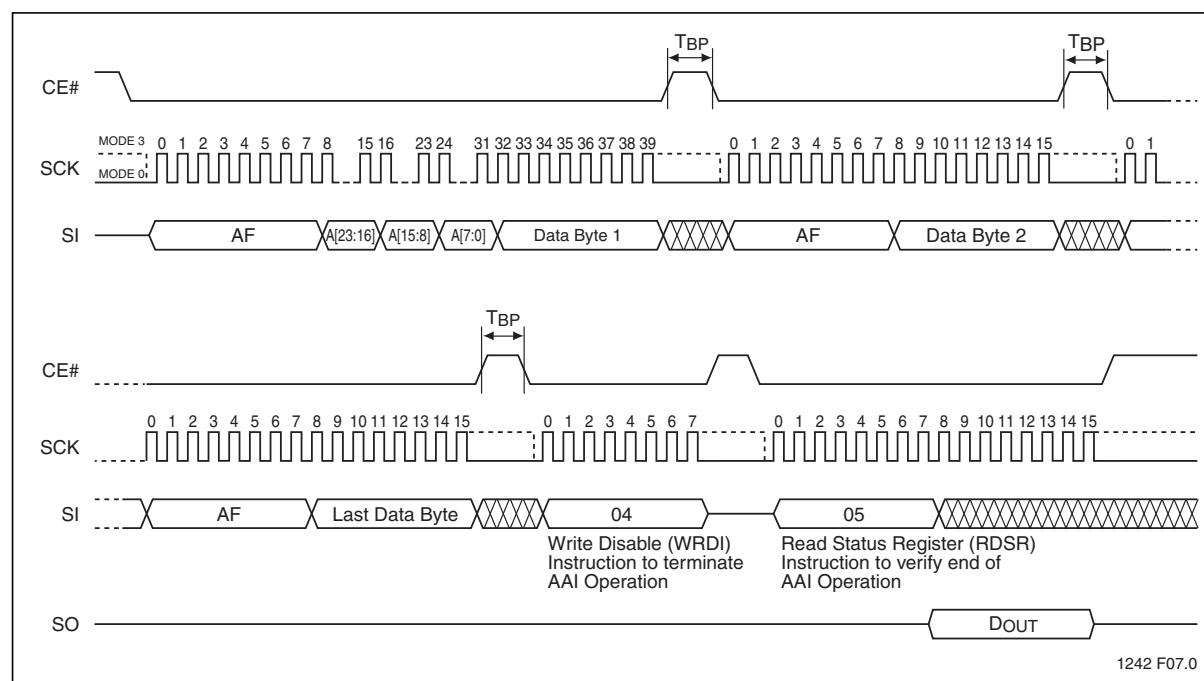 TBP TBP
CE#
MODE 3 0 1 2 3 4 5 6 7 8 15 16 23 24 31 32 33 34 35 36 37 38 39 0 1 2 3 4 5 6 7 8 9 10 11 12 13 14 15 0 1
SCK
MODE 0
SI AF A[23:16] A[15:8] A[7:0] Data Byte 1 AF Data Byte 2
TBP
CE#
0 1 2 3 4 5 6 7 8 9 10 11 12 13 14 15 0 1 2 3 4 5 6 7 0 1 2 3 4 5 6 7 8 9 10 11 12 13 14 15
SCK
SI AF Last Data Byte 04 05
Write Disable (WRDI)
Instruction to terminate
AAI Operation
Read Status Register (RDSR)
Instruction to verify end of
AAI Operation
SO DOUT
1242 F07.0